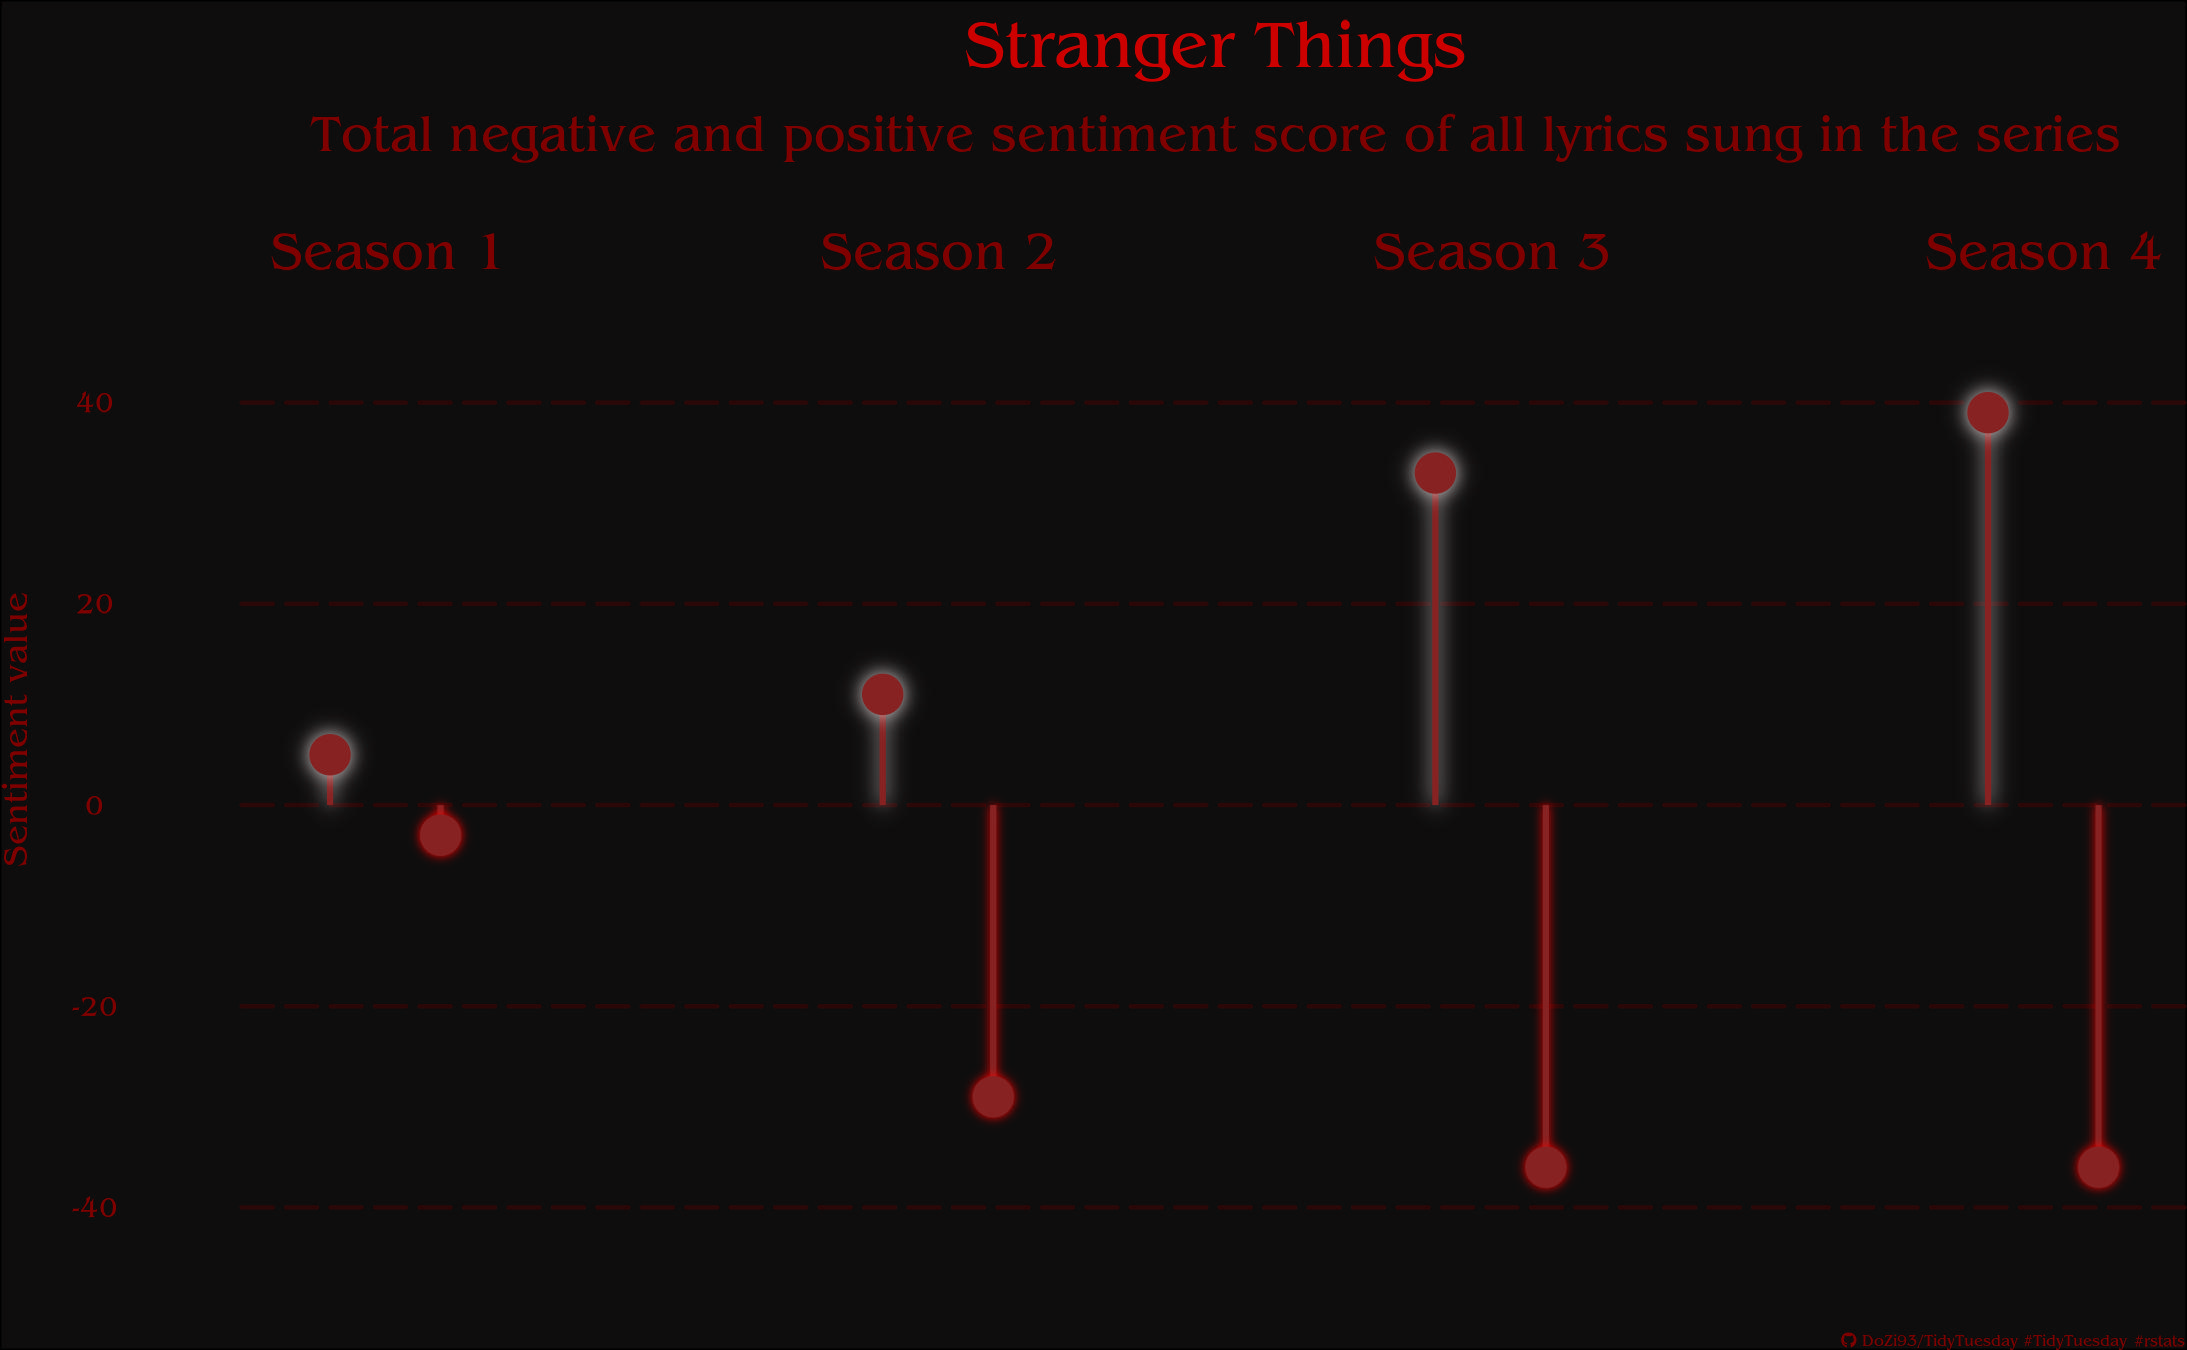 Stranger Things
Total negative and positive sentiment score of all lyrics sung in the series
Season 1
Season 2
Season 3
Season 4
40
20
0
-20
-40
Sentiment value
DoZi93/TidyTuesday #TidyTuesday #rstats